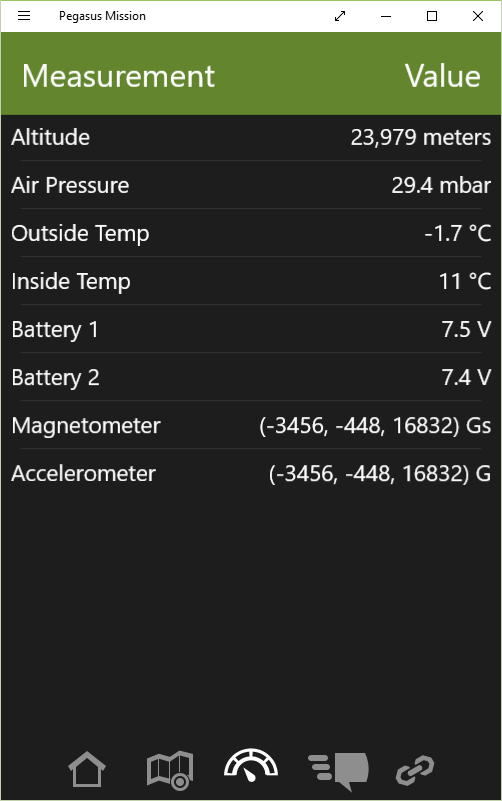 Pegasus Mission
Measurement Value
Altitude 23,979 meters
Air Pressure 29.4 mbar
Outside Temp -1.7 °C
Inside Temp 11 °C
Battery 1 7.5 V
Battery 2 7.4 V
Magnetometer (-3456, -448, 16832) Gs
Accelerometer (-3456, -448, 16832) G